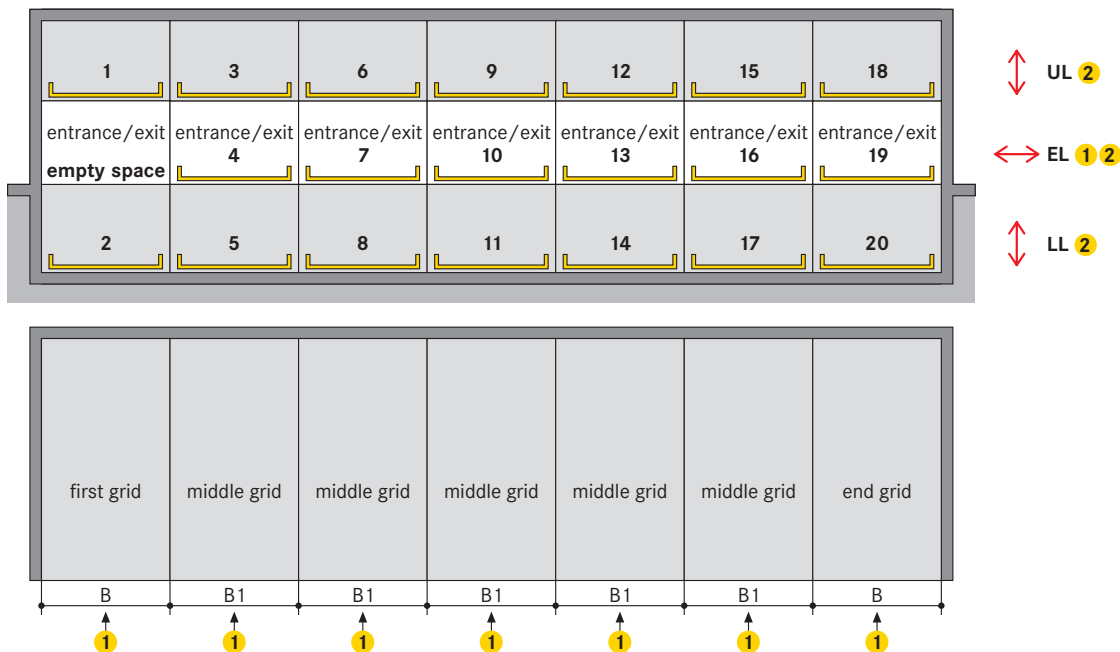 1 3 6 9 12 15 18
UL 2
entrance/exit entrance/exit entrance/exit entrance/exit entrance/exit entrance/exit entrance/exit
empty space 4 7 10 13 16 19
EL 1 2
2 5 8 11 14 17 20
LL 2
first grid middle grid middle grid middle grid middle grid middle grid end grid
B B1 B1 B1 B1 B1 B
1 1 1 1 1 1 1